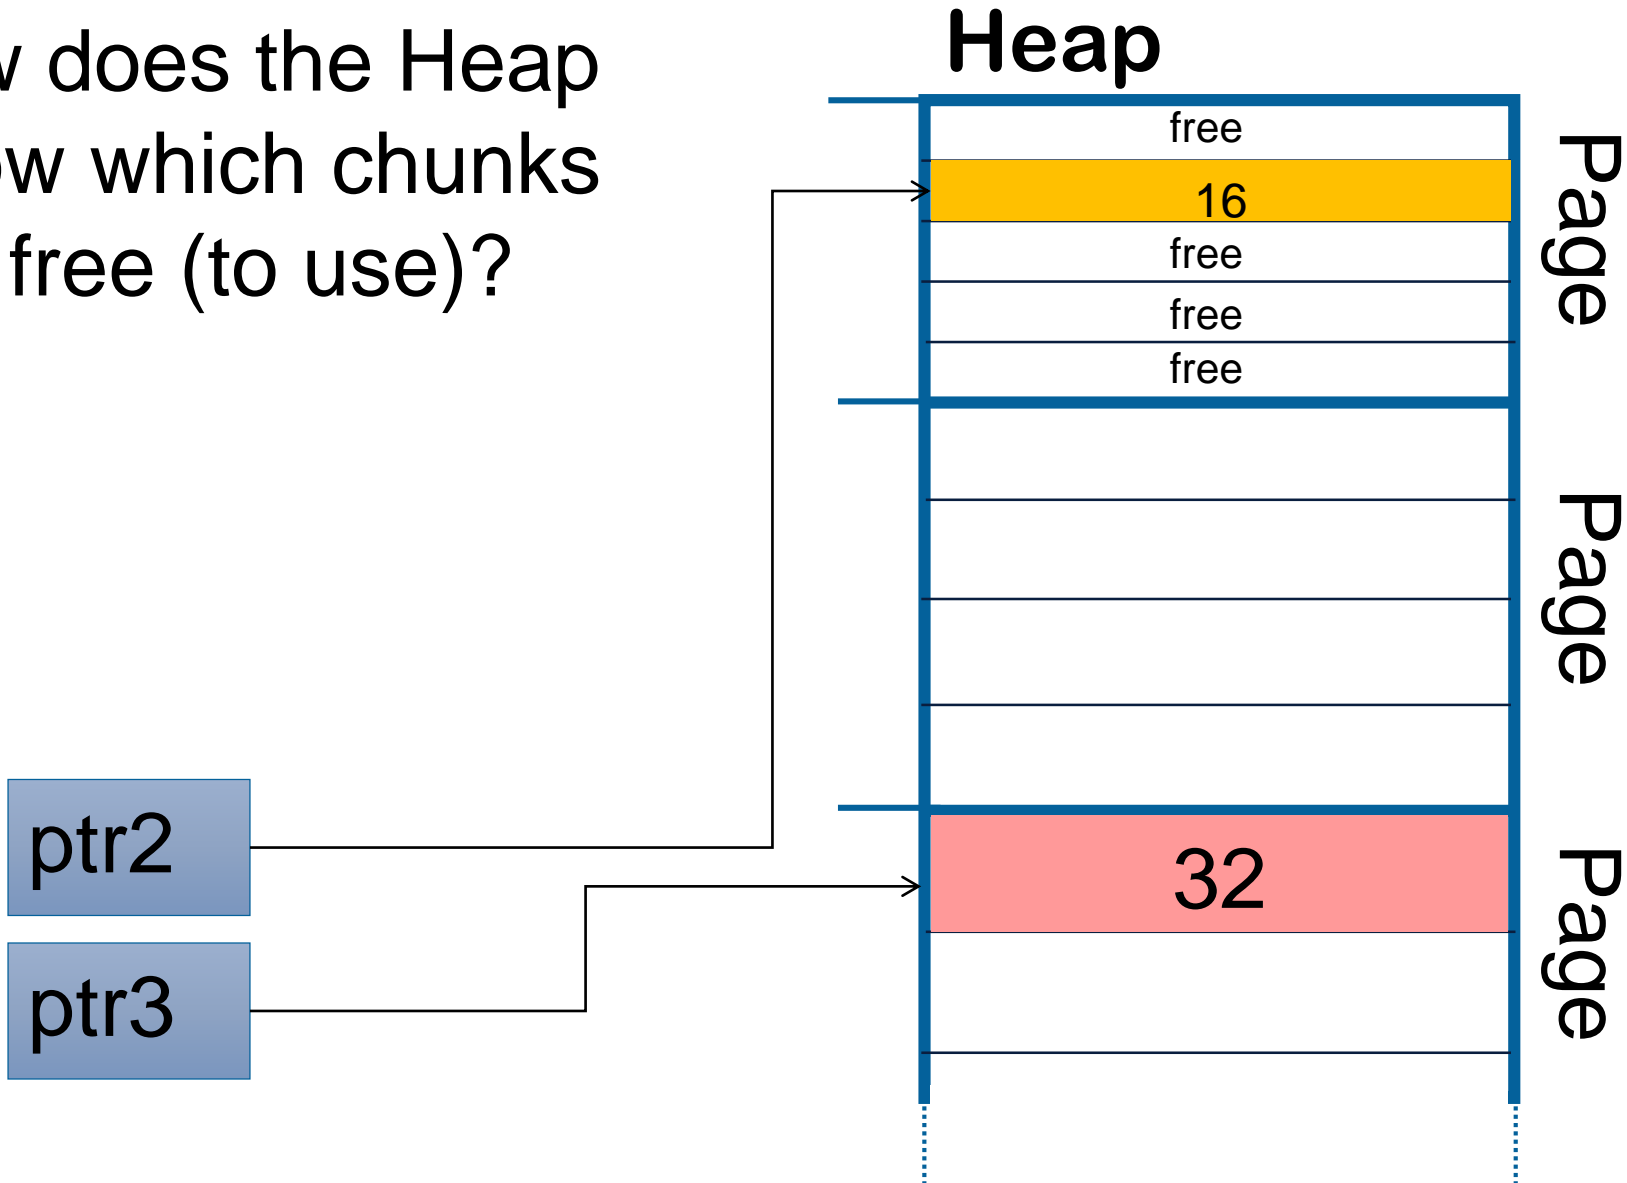 does the Heap
which chunks
free (to use)?
Heap
free
16
free
free
free
Page
Page
32
Page
ptr2
ptr3